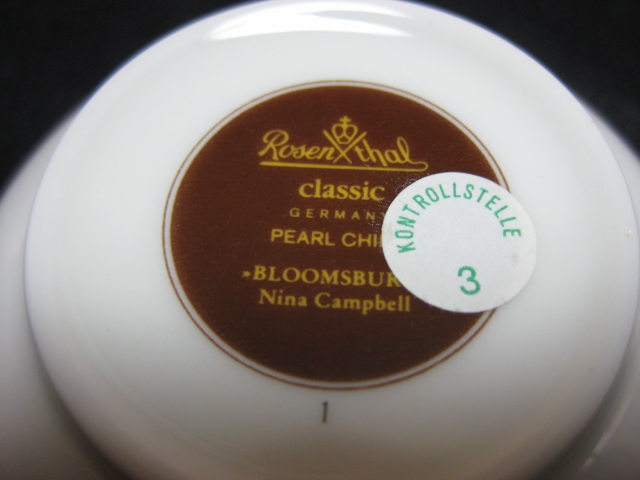 Rosenthal
classic
GERMAN
PEARL CHI
»BLOOMSBUR
Nina Campbell
KONTROLLSTELLE
3
1